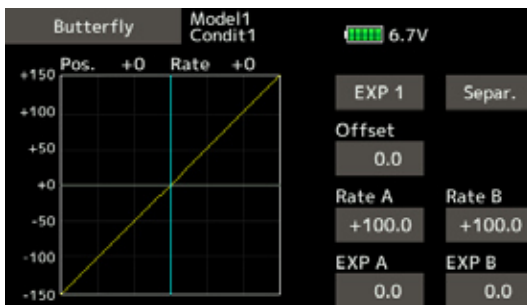 Butterfly
Model1
Condit1
6.7V
Pos. +0 Rate +0
+150
+100
+50
+0
-50
-100
-150
EXP 1
Separ.
Offset
0.0
Rate A
Rate B
+100.0
+100.0
EXP A
EXP B
0.0
0.0